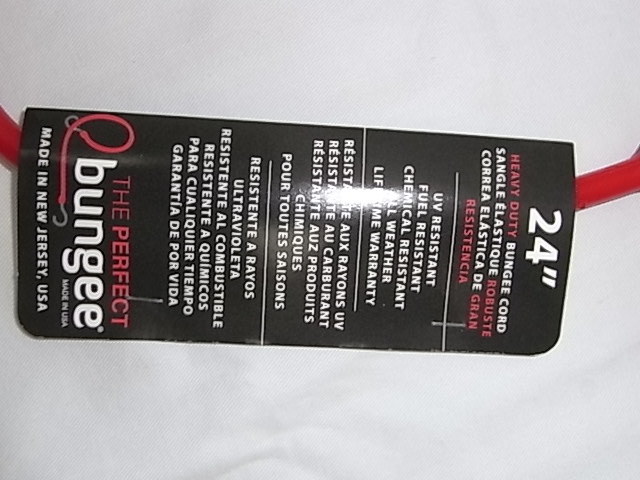 24"
HEAVY DUTY BUNGEE CORD
SANGLE ÉLASTIQUE ROBUSTE
CORREA ELÁSTICA DE GRAN
RESISTENCIA
UV RESISTANT
FUEL RESISTANT
CHEMICAL RESISTANT
ALL WEATHER
LIFETIME WARRANTY
RÉSISTANTE AUX RAYONS UV
RÉSISTANTE AU CARBURANT
RÉSISTANTE AUZ PRODUITS
CHIMIQUES
POUR TOUTES SAISONS
RESISTENTE A RAYOS
ULTRAVIOLETA
RESISTENTE AL COMBUSTIBLE
RESISTENTE A QUÍMICOS
PARA CUALQUIER TIEMPO
GARANTÍA DE POR VIDA
THE PERFECT
bungee®
MADE IN USA
MADE IN NEW JERSEY, USA